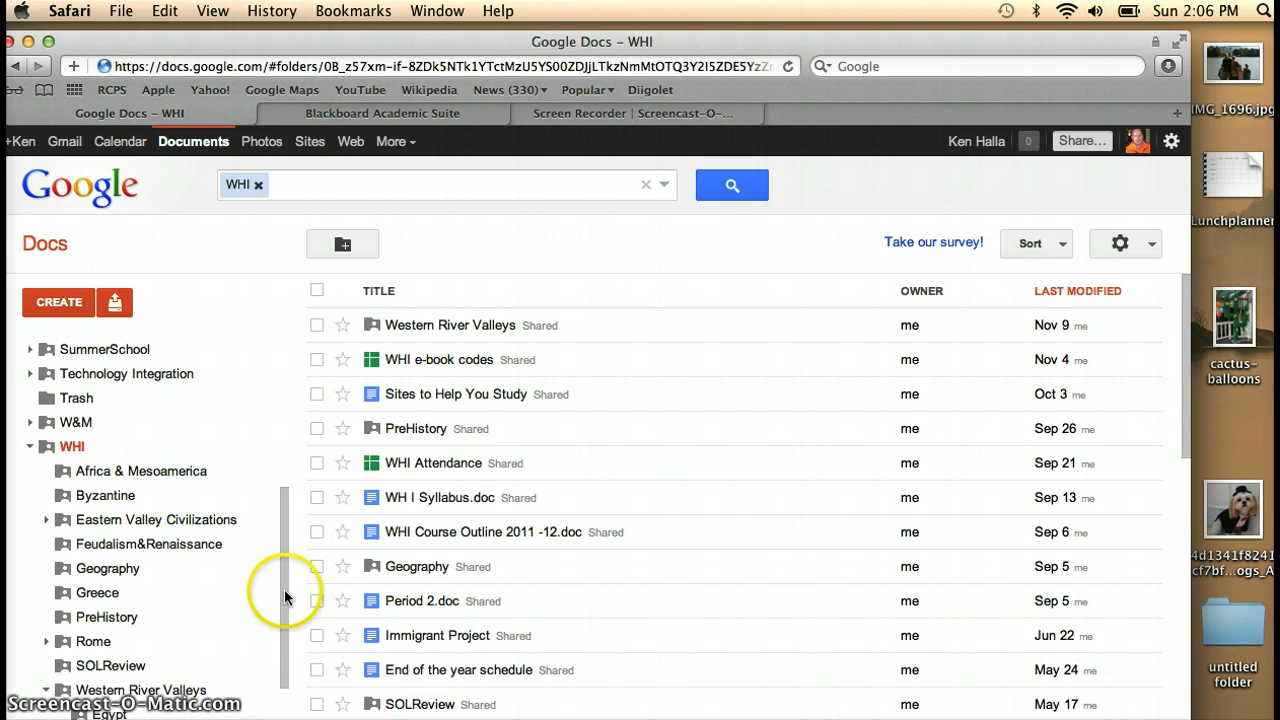 Safari File Edit View History Bookmarks Window Help Sun 2:06 PM
Google Docs – WHI
https://docs.google.com/#folders/
Google
RCPS Apple Yahoo! Google Maps YouTube Wikipedia News (330) Popular Diigolet
Google Docs – WHI Blackboard Academic Suite Screen Recorder | Screencast-O-...
+Ken Gmail Calendar Documents Photos Sites Web More Ken Halla 0 Share...
Google WHI
Docs Take our survey! Sort
CREATE
TITLE OWNER LAST MODIFIED
SummerSchool
Technology Integration
Trash
W&M
WHI
Africa & Mesoamerica
Byzantine
Eastern Valley Civilizations
Feudalism&Renaissance
Geography
Greece
PreHistory
Rome
SOLReview
Western River Valleys
Egypt
Western River Valleys Shared me Nov 9 me
WHI e-book codes Shared me Nov 4 me
Sites to Help You Study Shared me Oct 3 me
PreHistory Shared me Sep 26 me
WHI Attendance Shared me Sep 21 me
WH I Syllabus.doc Shared me Sep 13 me
WHI Course Outline 2011 -12.doc Shared me Sep 6 me
Geography Shared me Sep 5 me
Period 2.doc Shared me Sep 5 me
Immigrant Project Shared me Jun 22 me
End of the year schedule Shared me May 24 me
SOLReview Shared me May 17 me
IMG_1696.jpg
Lunchplanner
cactus-
balloons
4d1341f8241
cf7bf...ogs_A
untitled
folder
Screencast-O-Matic.com